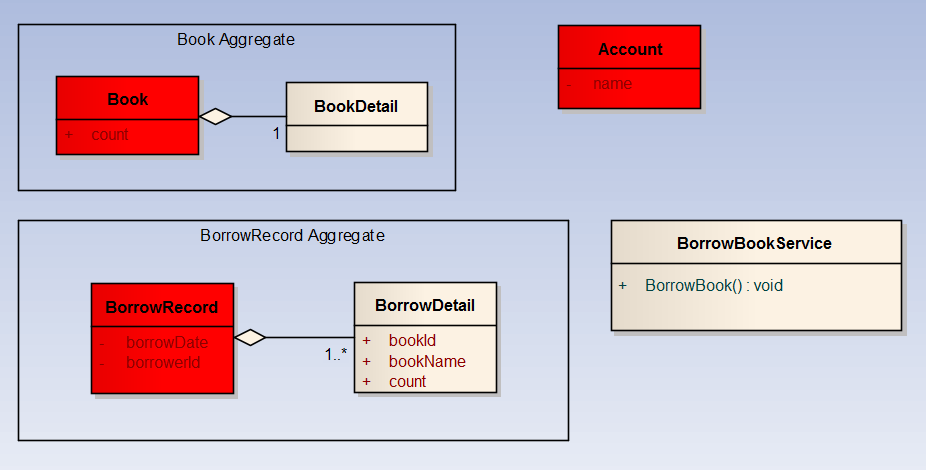 Book Aggregate
Book
+ count
1
BookDetail
Account
- name
BorrowRecord Aggregate
BorrowRecord
- borrowDate
- borrowerId
1..*
BorrowDetail
+ bookId
+ bookName
+ count
BorrowBookService
+ BorrowBook() : void